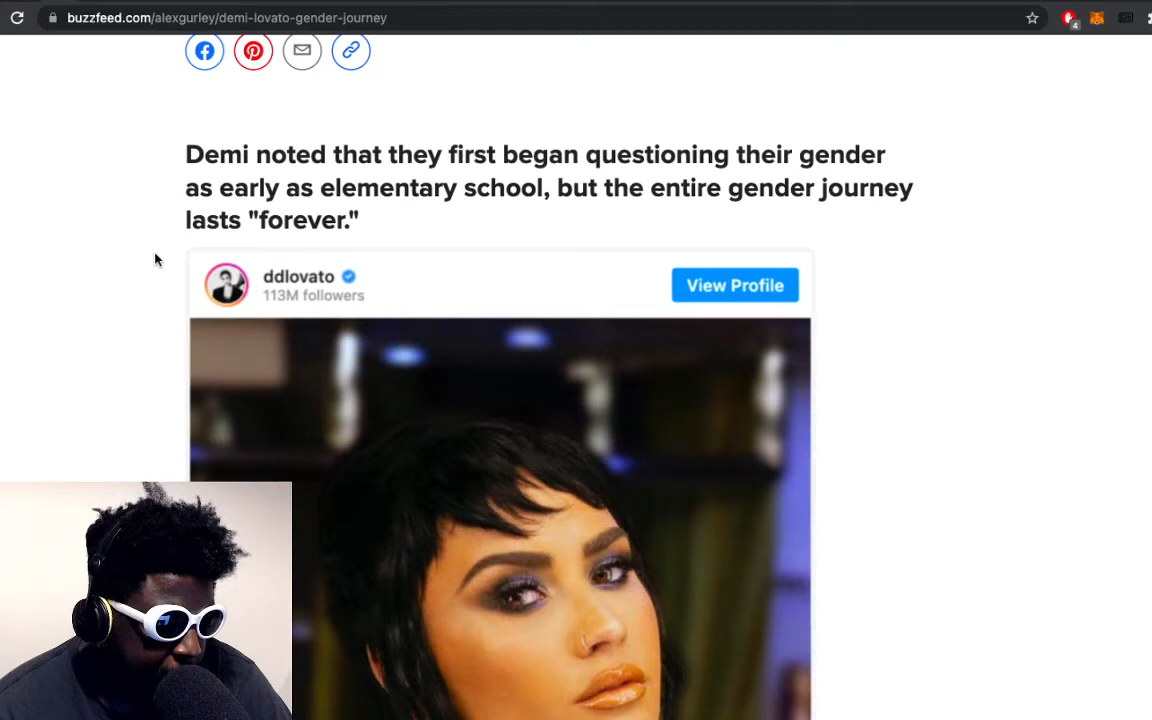 buzzfeed.com/alexgurley/demi-lovato-gender-journey
4
Demi noted that they first began questioning their gender
as early as elementary school, but the entire gender journey
lasts "forever."
ddlovato
113M followers
View Profile